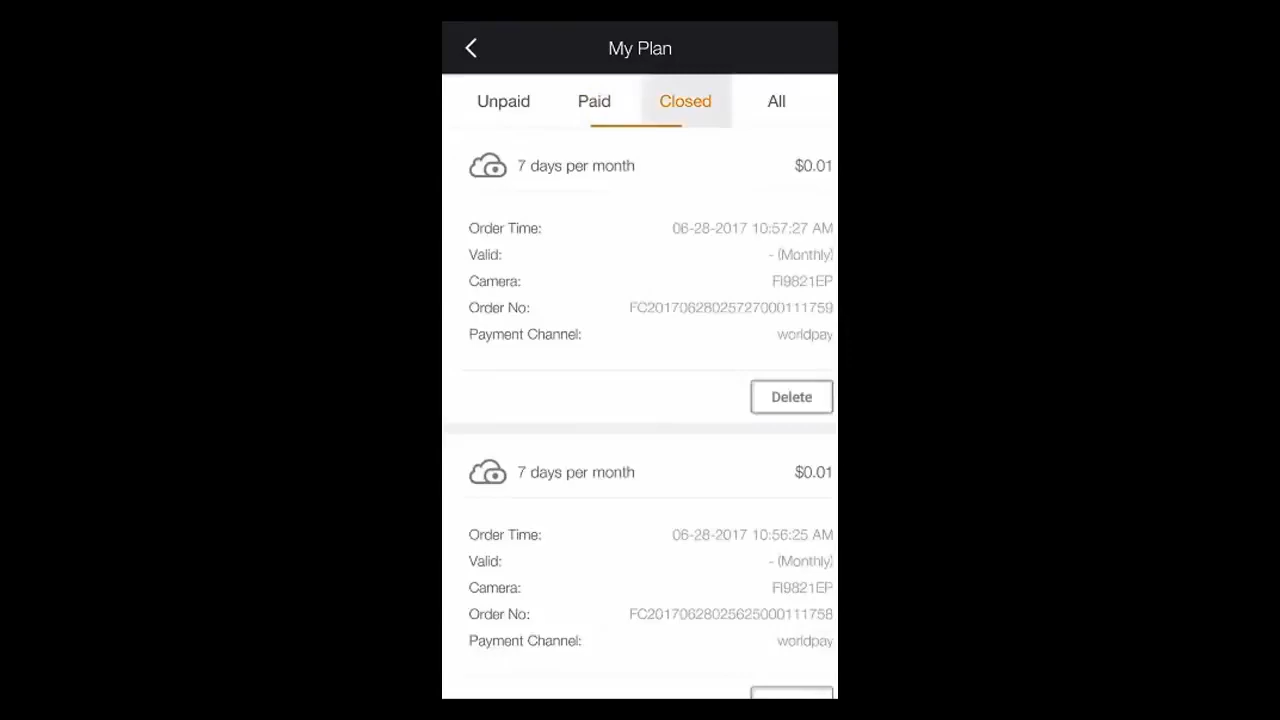 My Plan
Unpaid Paid Closed All
7 days per month $0.01
Order Time: 06-28-2017 10:57:27 AM
Valid: - (Monthly)
Camera: FI9821EP
Order No: FC20170628025727000111759
Payment Channel: worldpay
Delete
7 days per month $0.01
Order Time: 06-28-2017 10:56:25 AM
Valid: - (Monthly)
Camera: FI9821EP
Order No: FC20170628025625000111758
Payment Channel: worldpay